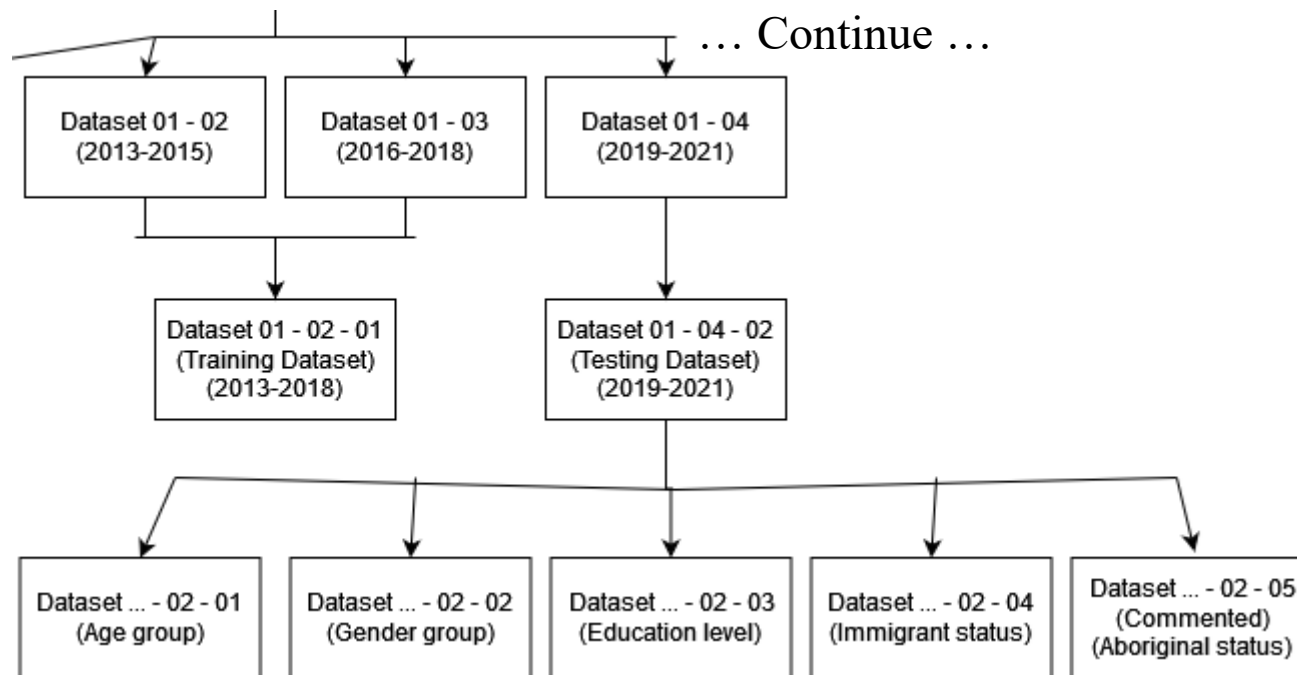 … Continue …
Dataset 01 - 02
(2013-2015)
Dataset 01 - 03
(2016-2018)
Dataset 01 - 04
(2019-2021)
Dataset 01 - 02 - 01
(Training Dataset)
(2013-2018)
Dataset 01 - 04 - 02
(Testing Dataset)
(2019-2021)
Dataset ... - 02 - 01
(Age group)
Dataset ... - 02 - 02
(Gender group)
Dataset ... - 02 - 03
(Education level)
Dataset ... - 02 - 04
(Immigrant status)
Dataset ... - 02 - 05
(Commented)
(Aboriginal status)